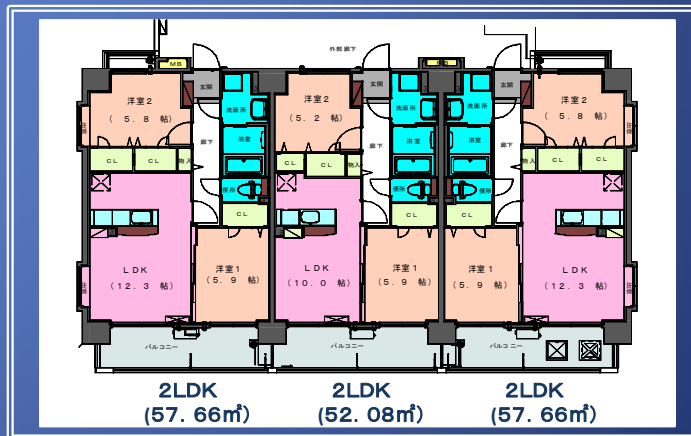 外部廊下
MB
MB
玄関
玄関
玄関
洋室2
(5.8 帖)
洗面所
洋室2
(5.2 帖)
洗面所
洗面所
洋室2
(5.8 帖)
廊下
浴室
廊下
浴室
浴室
廊下
CL
CL
物入
CL
CL
物入
物入
CL
CL
便所
便所
便所
CL
CL
CL
CL
LDK
(12.3 帖)
洋室1
(5.9 帖)
LDK
(10.0 帖)
洋室1
(5.9 帖)
洋室1
(5.9 帖)
LDK
(12.3 帖)
バルコニー
バルコニー
バルコニー
2LDK
(57.66㎡)
2LDK
(52.08㎡)
2LDK
(57.66㎡)